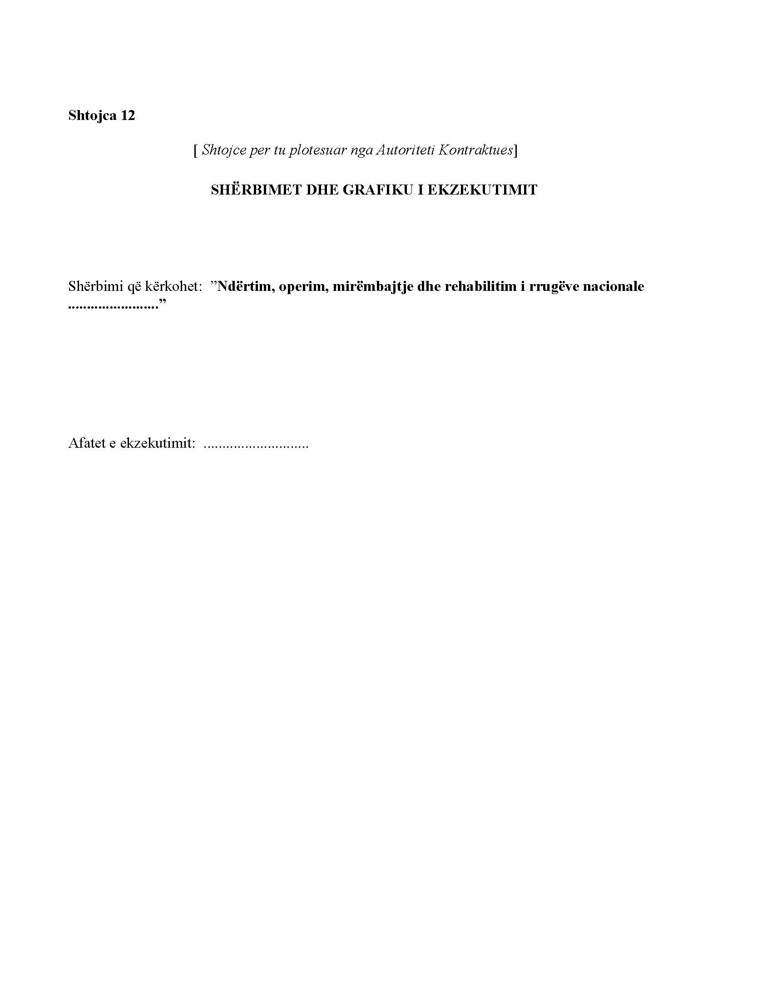 Shtojca 12
[ Shtojce per tu plotesuar nga Autoriteti Kontraktues]
SHËRBIMET DHE GRAFIKU I EKZEKUTIMIT
Shërbimi që kërkohet:  ”Ndërtim, operim, mirëmbajtje dhe rehabilitim i rrugëve nacionale
........................”
Afatet e ekzekutimit:  ............................